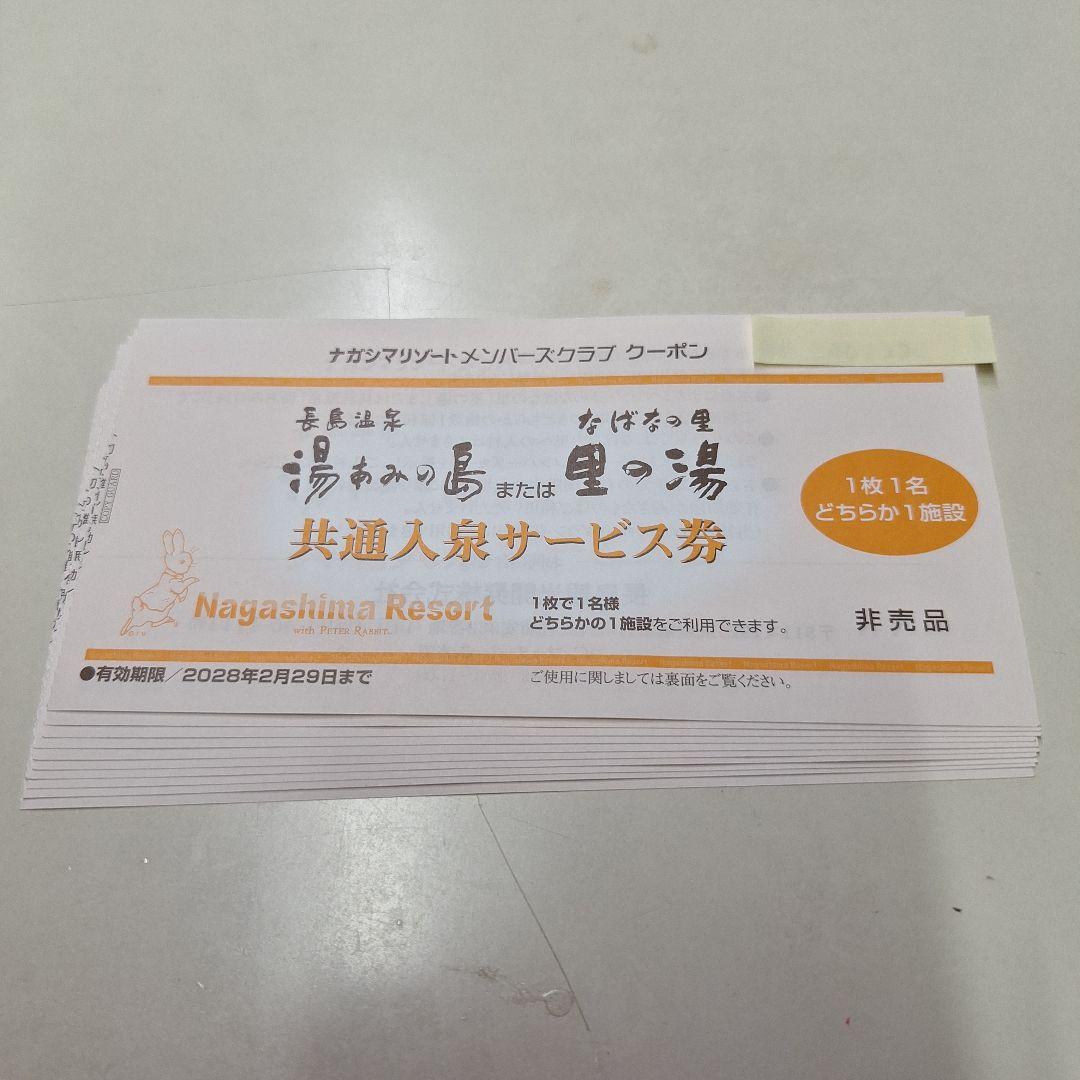 ナガシマリゾート メンバーズクラブ クーポン
長島温泉
湯あみの島 または
なばなの里
里の湯
共通入泉サービス券
1枚1名
どちらか1施設
Nagashima Resort
with PETER RABBIT
1枚で1名様
どちらかの1施設をご利用できます。
非売品
●有効期限/2028年2月29日まで
ご使用に関しましては裏面をご覧ください。